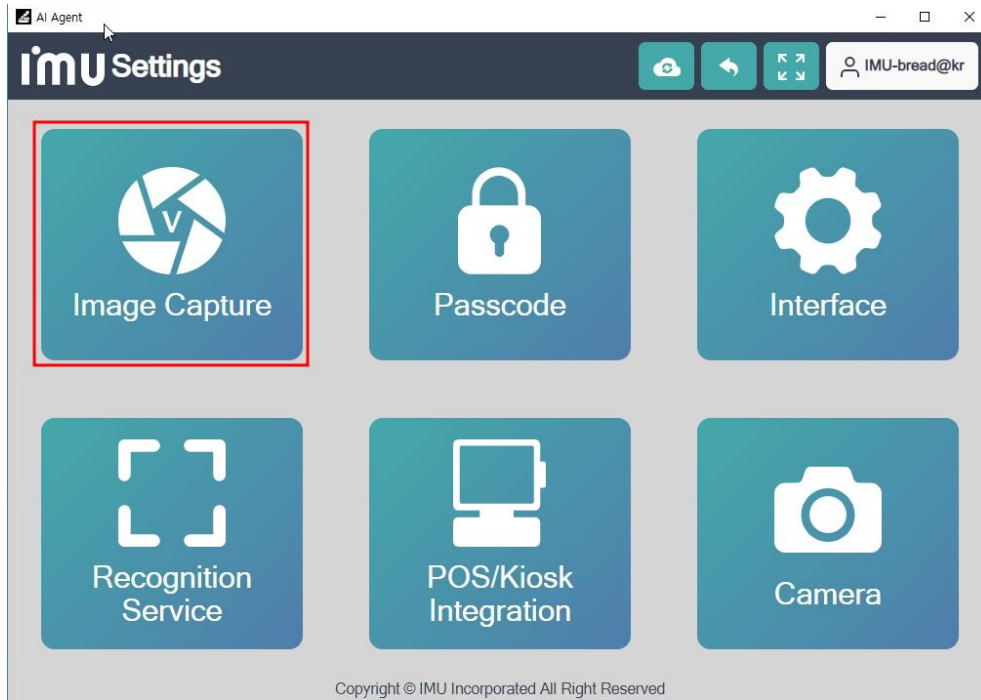 AI Agent
I'MU Settings
IMU-bread@kr
V
Image Capture
Passcode
Interface
Recognition
Service
POS/Kiosk
Integration
Camera
Copyright © IMU Incorporated All Right Reserved